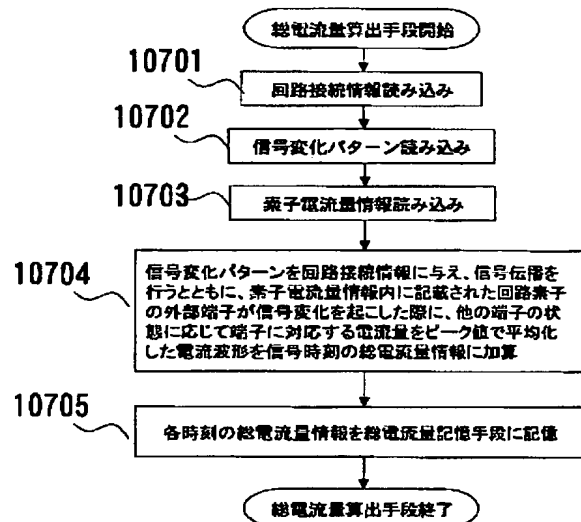 総電流量算出手段開始
10701
回路接続情報読み込み
10702
信号変化パターン読み込み
10703
素子電流量情報読み込み
10704
信号変化パターンを回路接続情報に与え、信号伝播を
行うとともに、素子電流量情報内に記載された回路素子
の外部端子が信号変化を起こした際に、他の端子の状
態に応じて端子に対応する電流量をピーク値で平均化
した電流波形を信号時刻の総電流量情報に加算
10705
各時刻の総電流量情報を総電流量記憶手段に記憶
総電流量算出手段終了